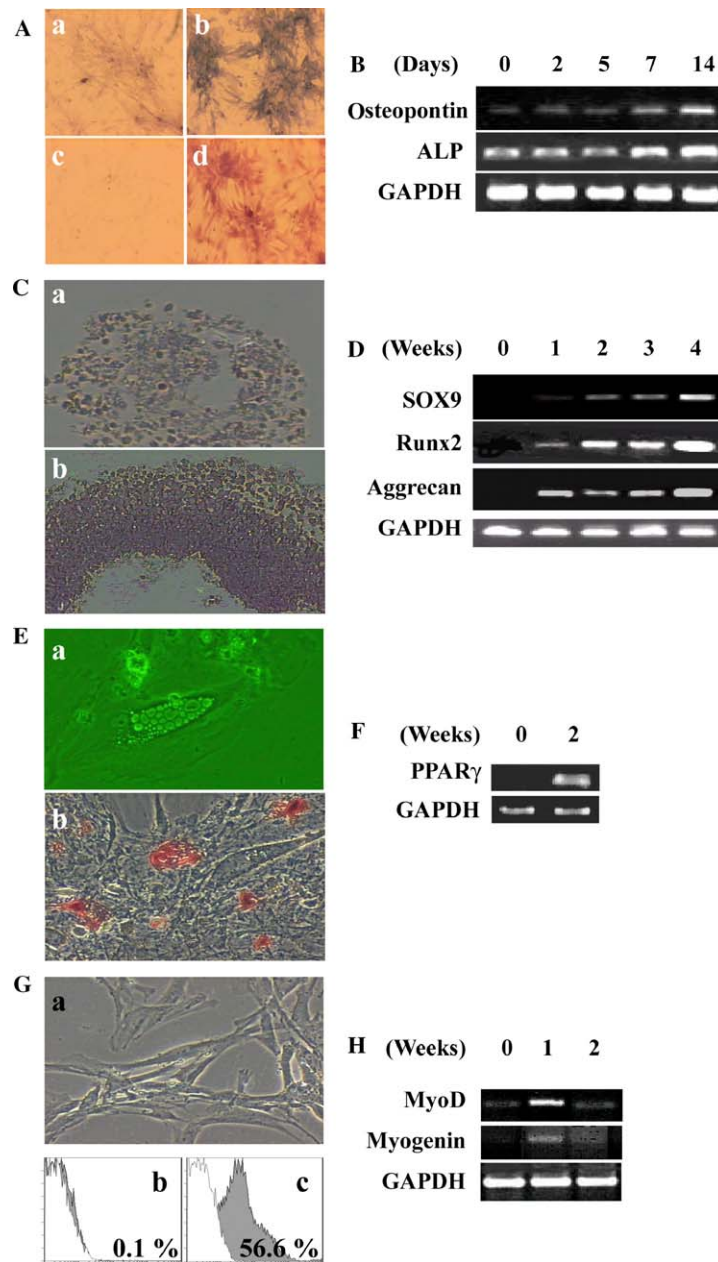 A
a
b
c
d
B (Days) 0 2 5 7 14
Osteopontin
ALP
GAPDH
C
a
b
D (Weeks) 0 1 2 3 4
SOX9
Runx2
Aggrecan
GAPDH
E
a
b
F (Weeks) 0 2
PPARγ
GAPDH
G
a
b
0.1 %
c
56.6 %
H (Weeks) 0 1 2
MyoD
Myogenin
GAPDH